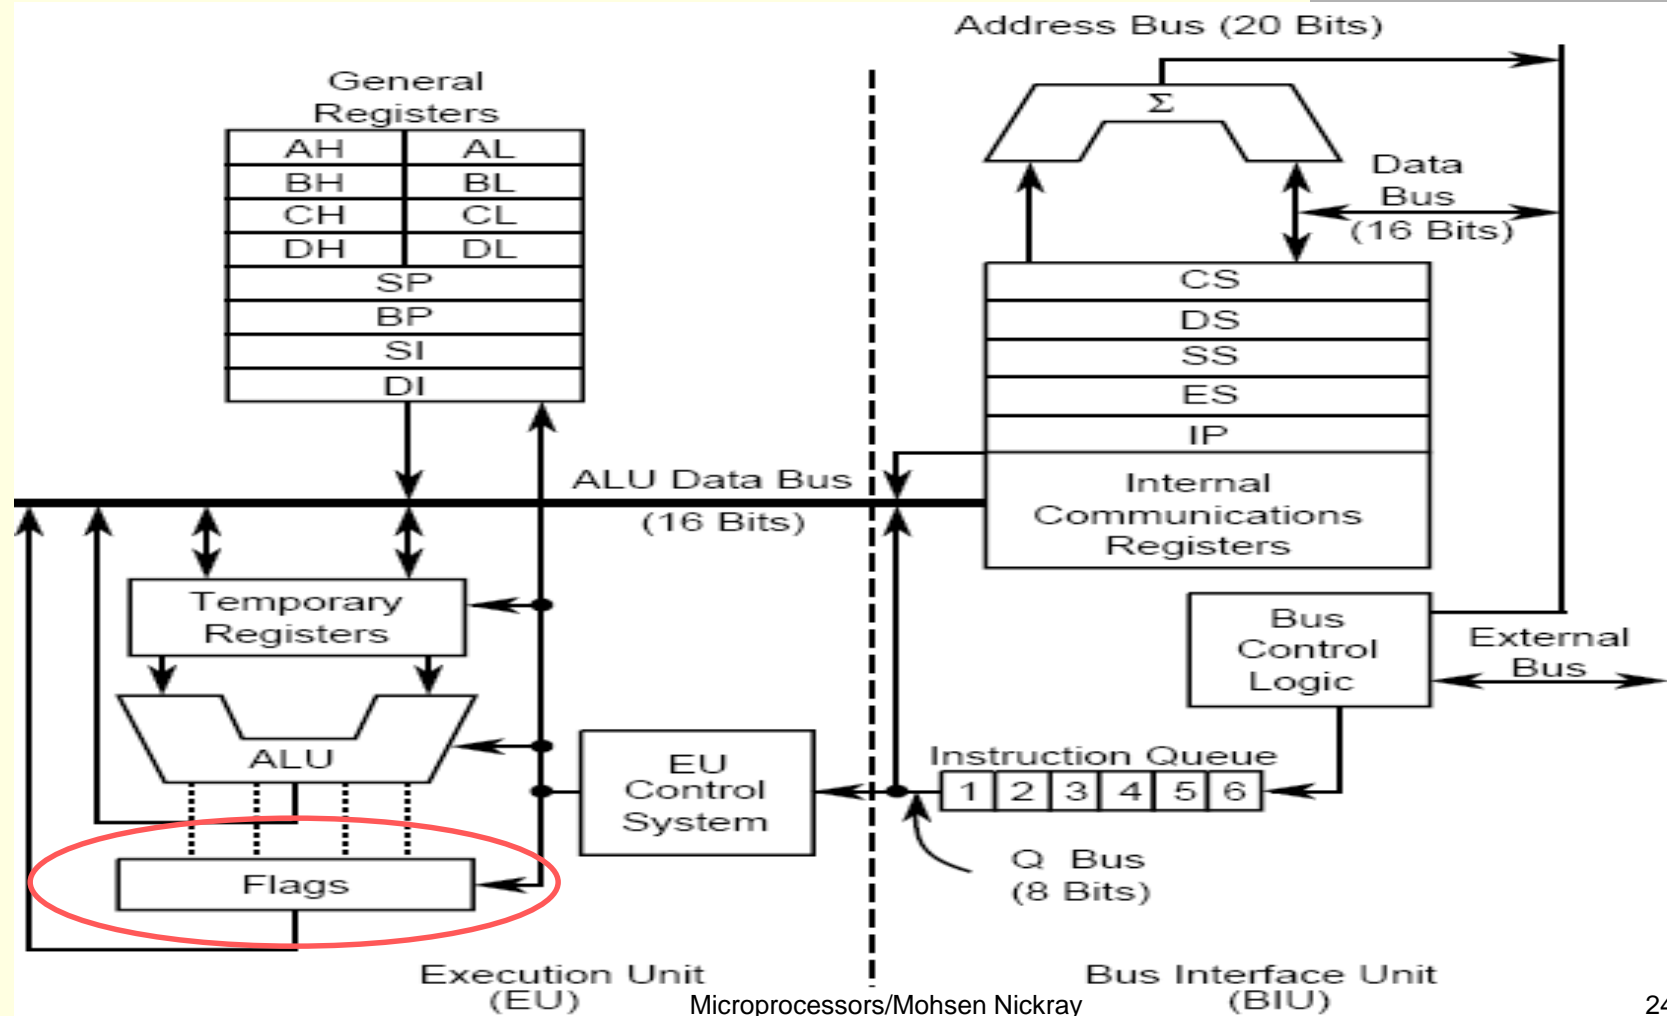 Address Bus (20 Bits)
General
Registers
AH AL
BH BL
CH CL
DH DL
SP
BP
SI
DI
Σ
Data
Bus
(16 Bits)
CS
DS
SS
ES
IP
Internal
Communications
Registers
ALU Data Bus
(16 Bits)
Temporary
Registers
ALU
Flags
EU
Control
System
Bus
Control
Logic
External
Bus
Instruction Queue
1 2 3 4 5 6
Q Bus
(8 Bits)
Execution Unit
(EU)
Bus Interface Unit
(BIU)
Microprocessors/Mohsen Nickray
24